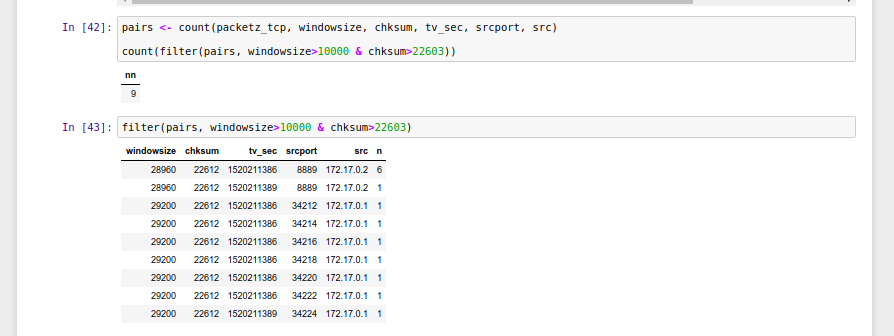 In [42]: pairs <- count(packetz_tcp, windowsize, chksum, tv_sec, srcport, src)
count(filter(pairs, windowsize>10000 & chksum>22603))
nn
9
In [43]: filter(pairs, windowsize>10000 & chksum>22603)
windowsize chksum tv_sec srcport src n
28960 22612 1520211386 8889 172.17.0.2 6
28960 22612 1520211389 8889 172.17.0.2 1
29200 22612 1520211386 34212 172.17.0.1 1
29200 22612 1520211386 34214 172.17.0.1 1
29200 22612 1520211386 34216 172.17.0.1 1
29200 22612 1520211386 34218 172.17.0.1 1
29200 22612 1520211386 34220 172.17.0.1 1
29200 22612 1520211386 34222 172.17.0.1 1
29200 22612 1520211389 34224 172.17.0.1 1